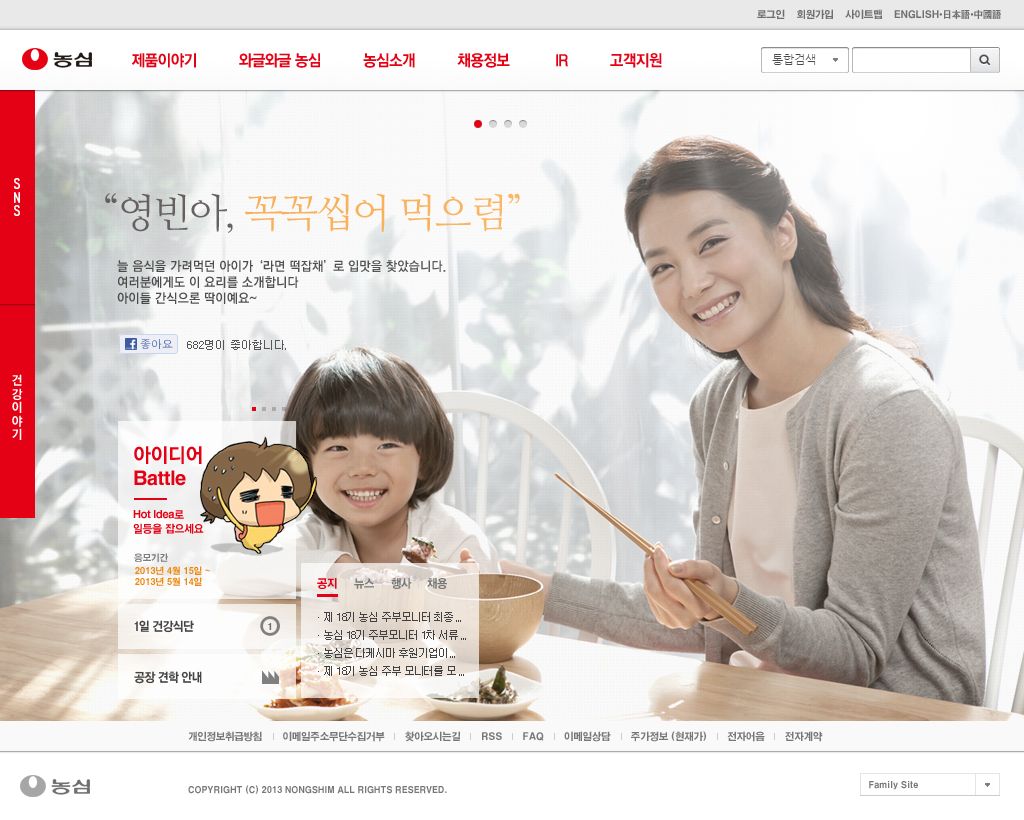 로그인 회원가입 사이트맵 ENGLISH•日本語•中國語
농심 제품이야기 와글와글 농심 농심소개 채용정보 IR 고객지원 통합검색
SNS
건강이야기
“영빈아, 꼭꼭씹어 먹으렴”
늘 음식을 가려먹던 아이가 ‘라면 떡잡채’ 로 입맛을 찾았습니다.
여러분에게도 이 요리를 소개합니다
아이들 간식으론 딱이예요~
좋아요 682명이 좋아합니다.
아이디어
Battle
Hot Idea로
일등을 잡으세요
응모기간
2013년 4월 15일 ~
2013년 5월 14일
1일 건강식단 1
공장 견학 안내
공지 뉴스 행사 채용
· 제 18기 농심 주부모니터 최종...
· 농심 18기 주부모니터 1차 서류...
· 농심은 다케시마 후원기업이...
· 제 18기 농심 주부 모니터를 모...
개인정보취급방침 이메일주소무단수집거부 찾아오시는길 RSS FAQ 이메일상담 주가정보 (현재가) 전자어음 전자계약
농심 COPYRIGHT (C) 2013 NONGSHIM ALL RIGHTS RESERVED. Family Site